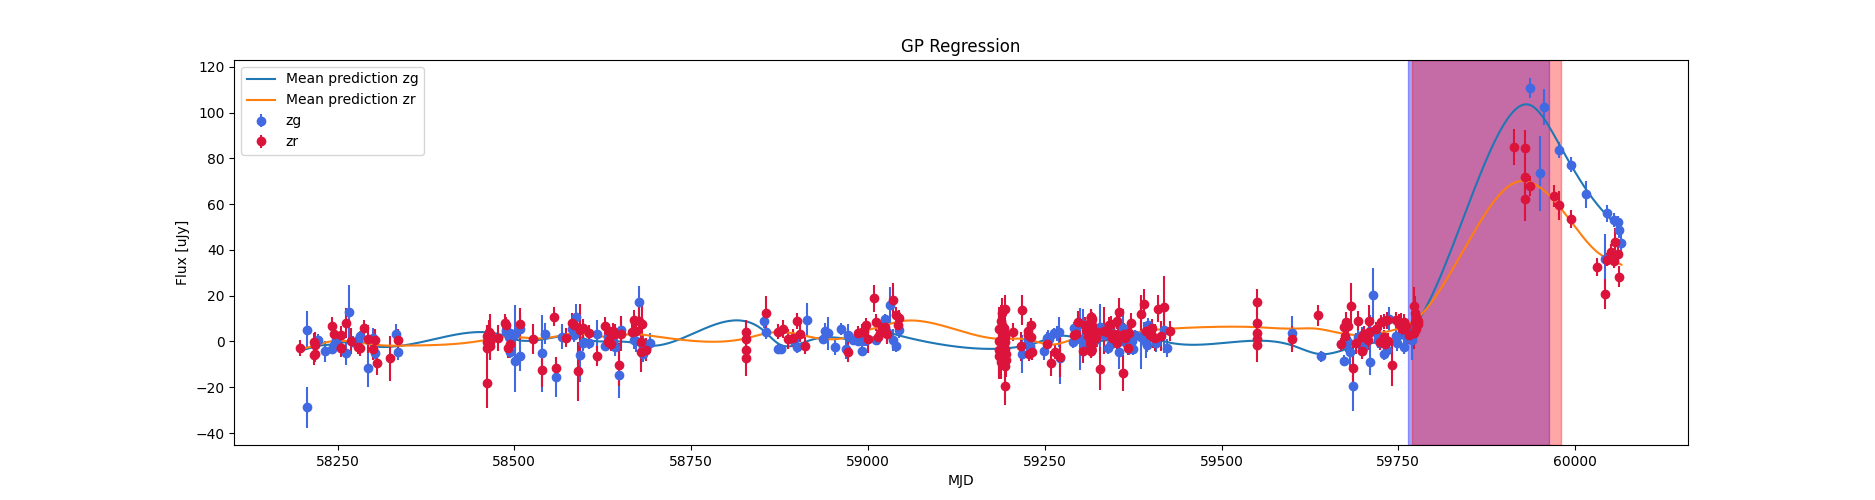 GP Regression
Mean prediction zg
Mean prediction zr
zg
zr
Flux [uJy]
120
100
80
60
40
20
0
−20
−40
58250 58500 58750 59000 59250 59500 59750 60000
MJD